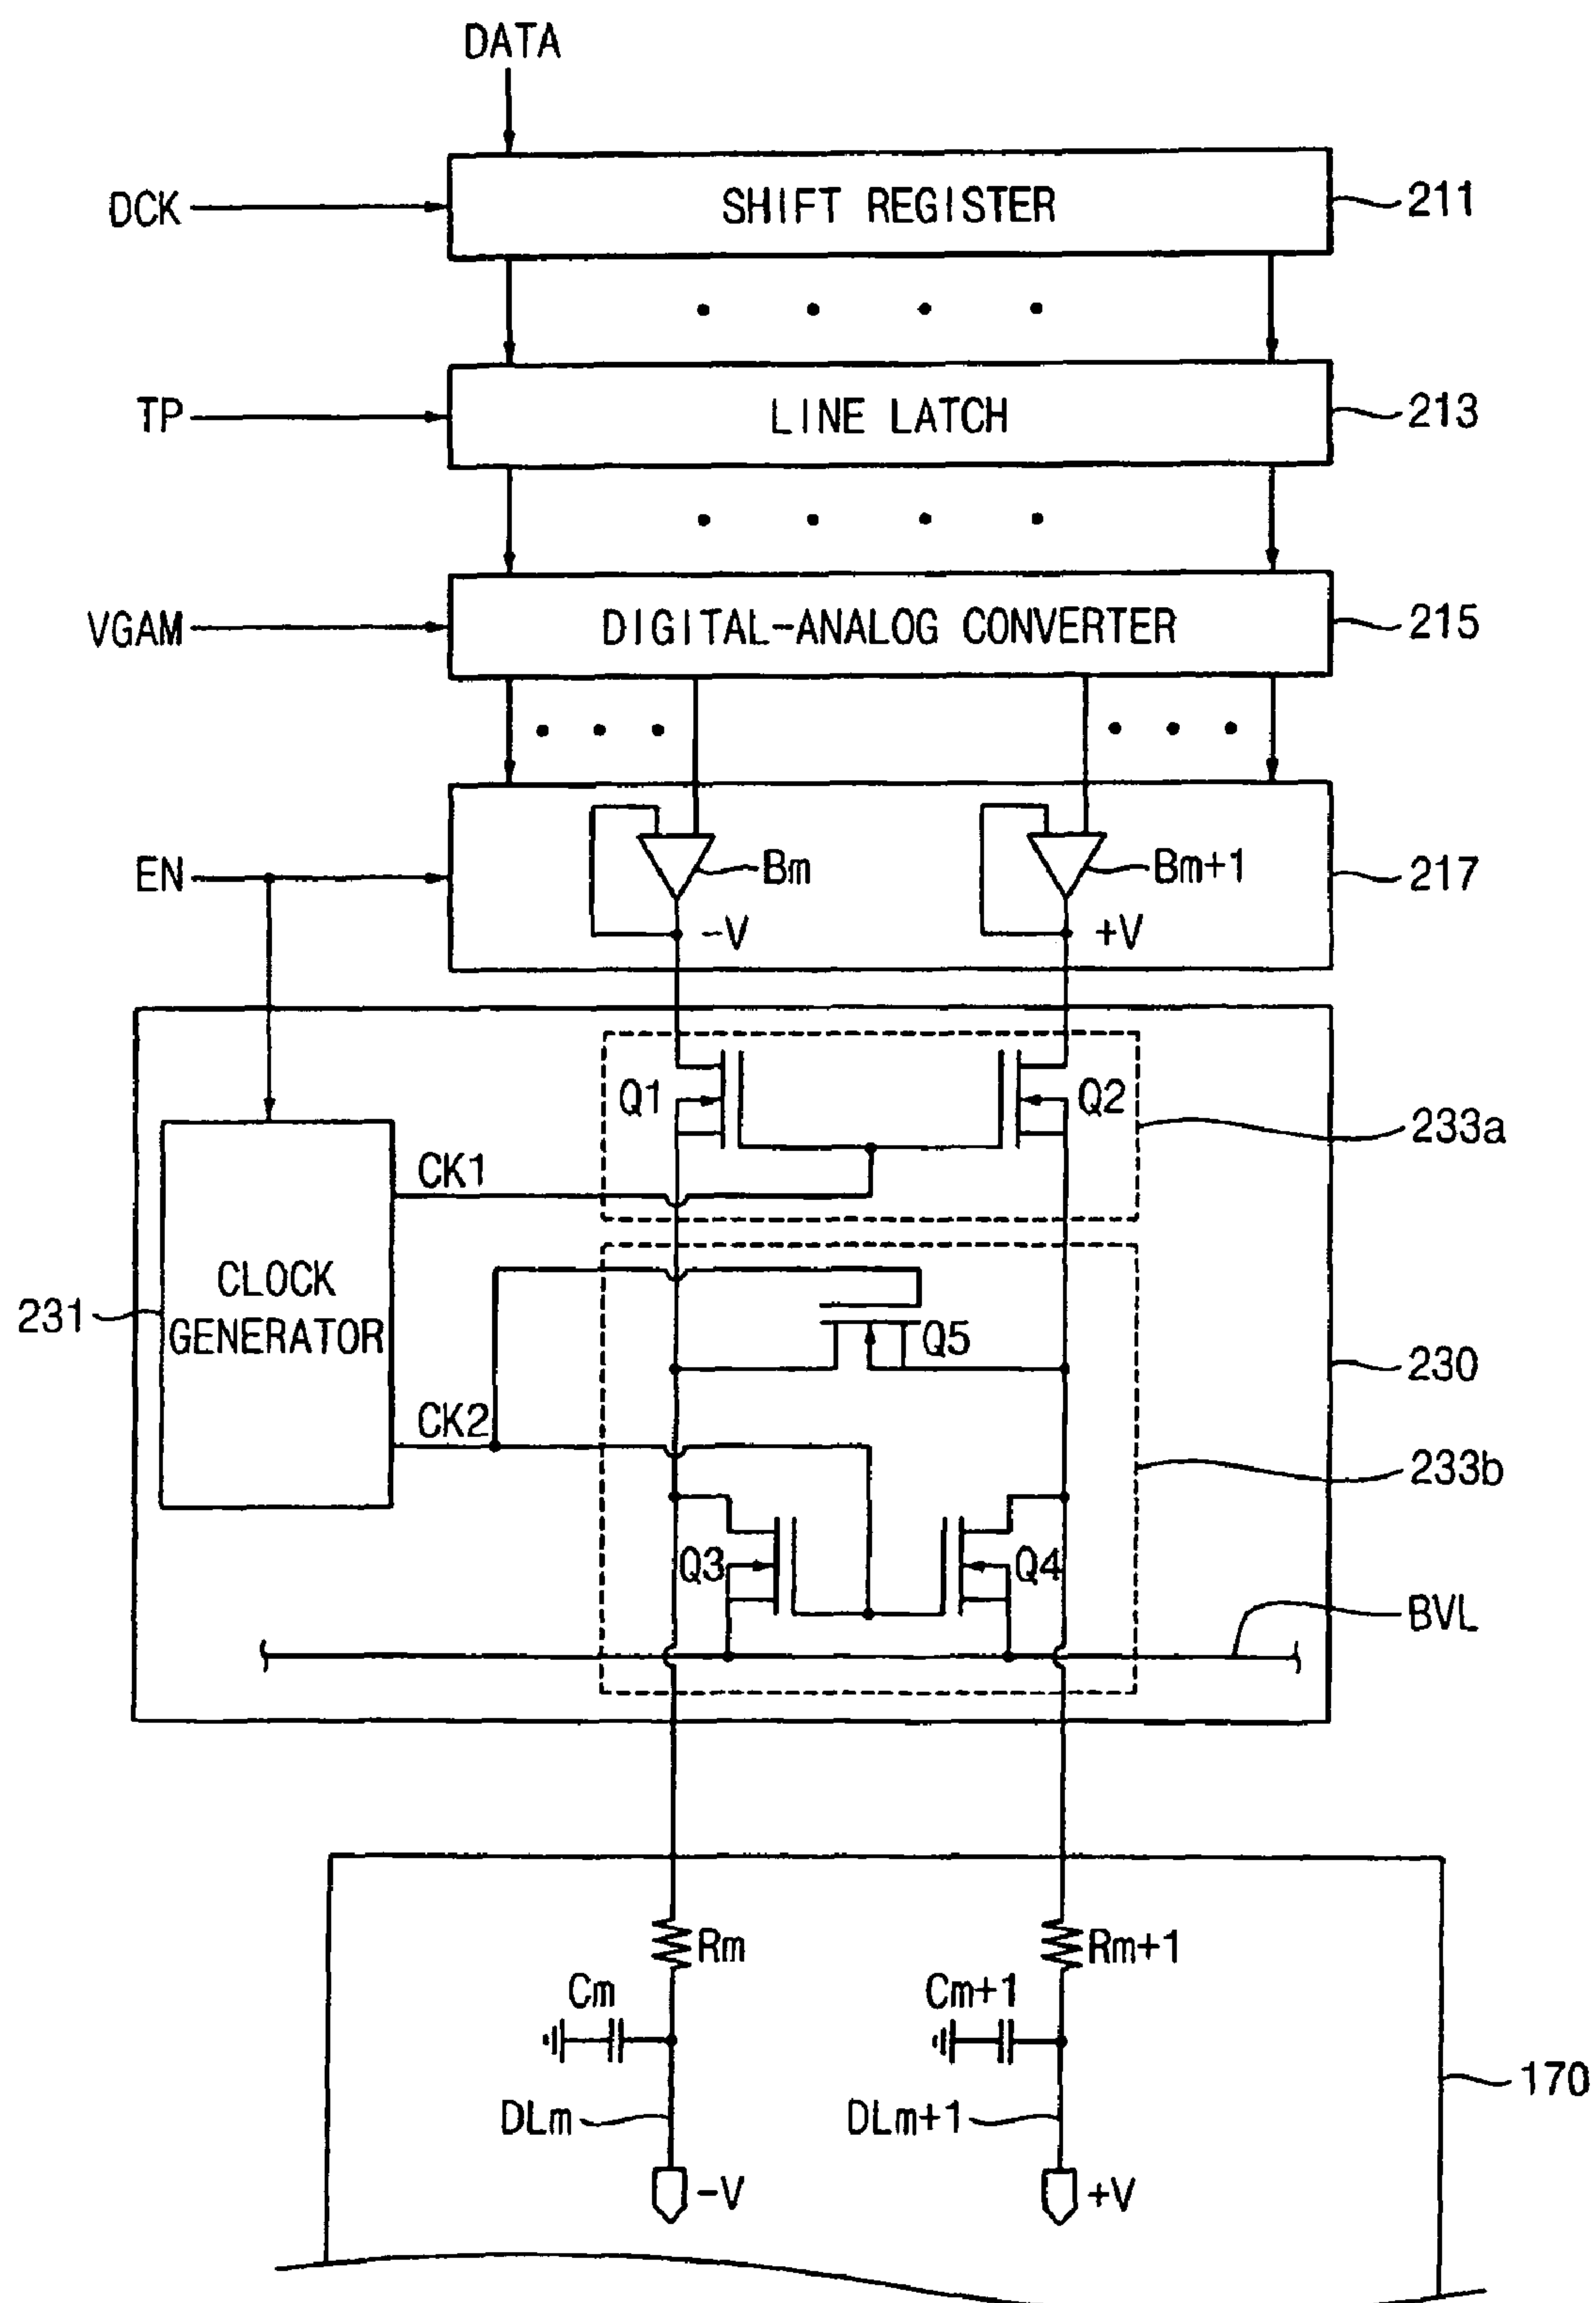 DATA
DCK
SHIFT REGISTER
211
TP
LINE LATCH
213
VGAM
DIGITAL-ANALOG CONVERTER
215
EN
Bm
Bm+1
217
-V
+V
Q1
Q2
233a
CK1
CLOCK
GENERATOR
231
Q5
230
CK2
233b
Q3
Q4
BVL
Rm
Rm+1
Cm
Cm+1
170
DLm
DLm+1
-V
+V